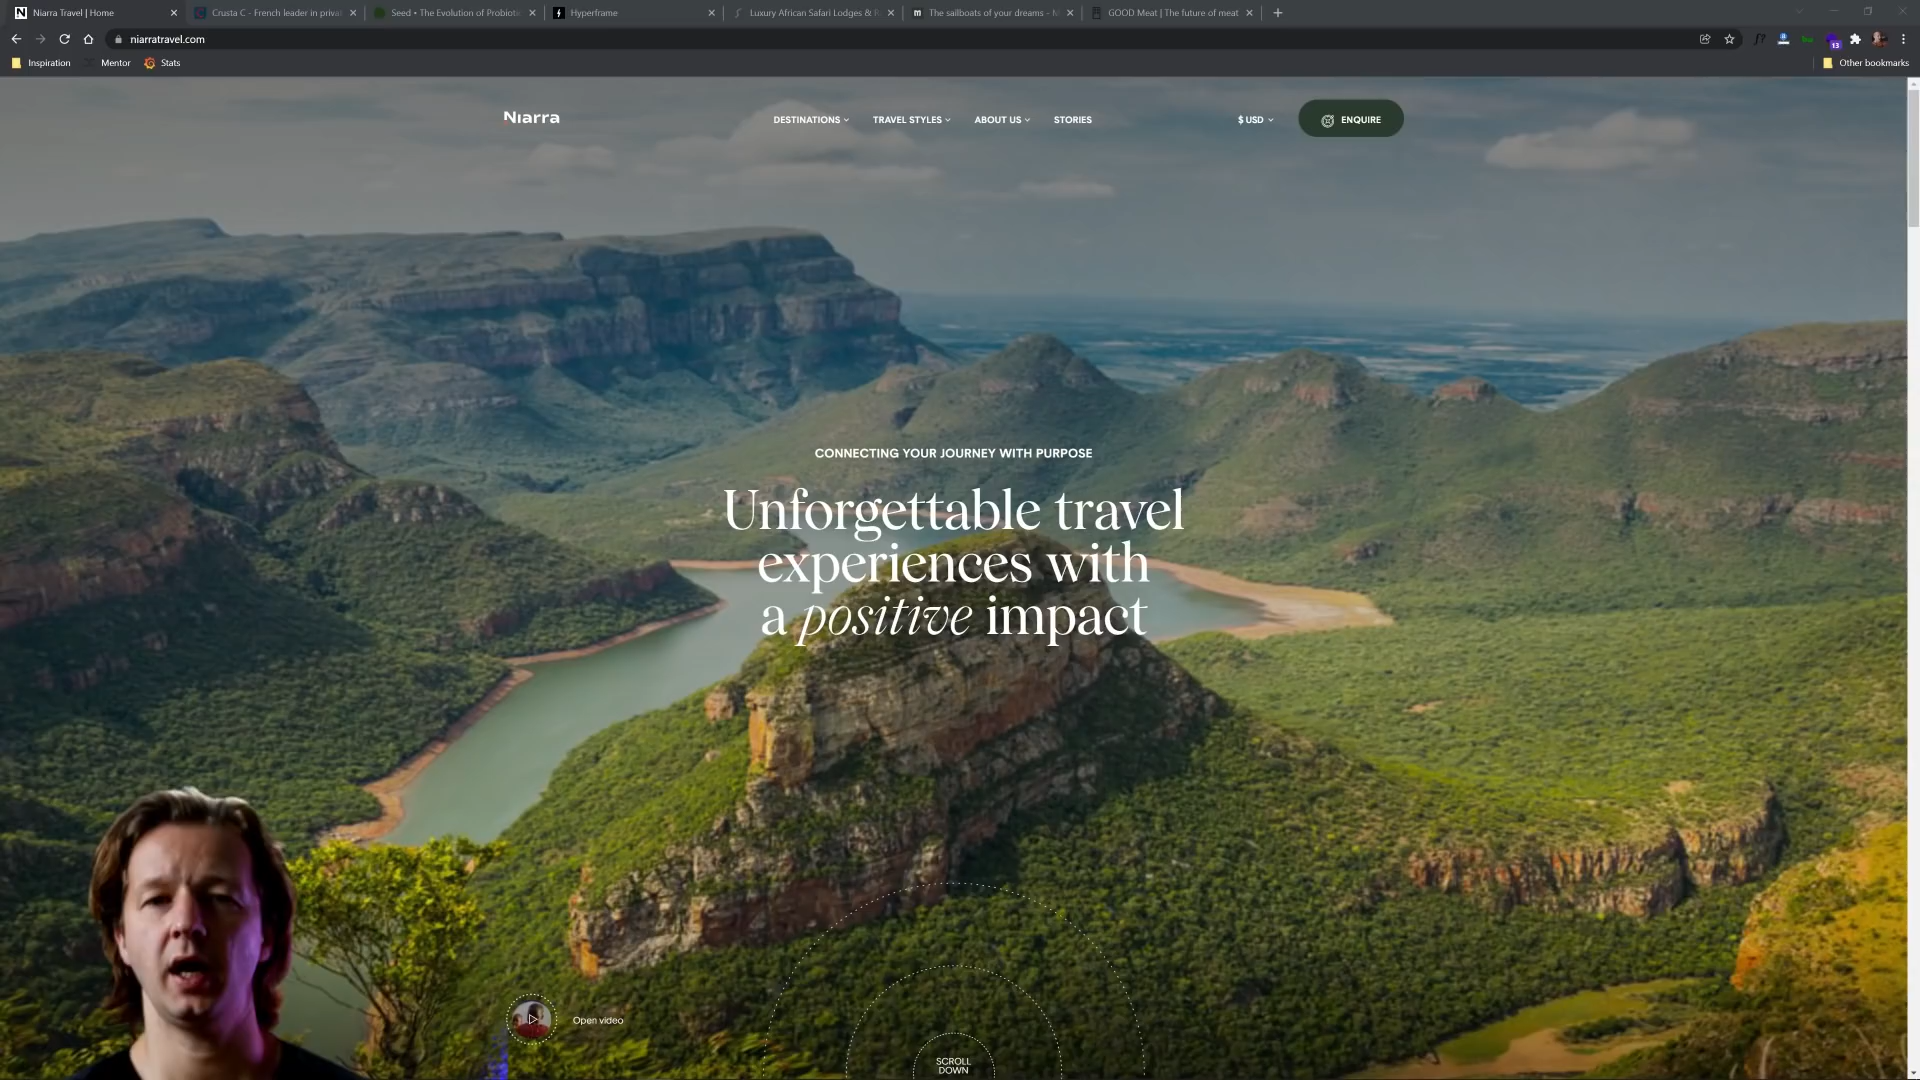 Niarra Travel | Home
Crusta C - French leader in priva
Seed • The Evolution of Probiot
Hyperframe
Luxury African Safari Lodges &
The sailboats of your dreams -
GOOD Meat | The future of meat
niarratravel.com
13
Inspiration
Mentor
Stats
Other bookmarks
Niarra
DESTINATIONS
TRAVEL STYLES
ABOUT US
STORIES
$ USD
ENQUIRE
CONNECTING YOUR JOURNEY WITH PURPOSE
Unforgettable travel
experiences with
a positive impact
Open video
SCROLL
DOWN